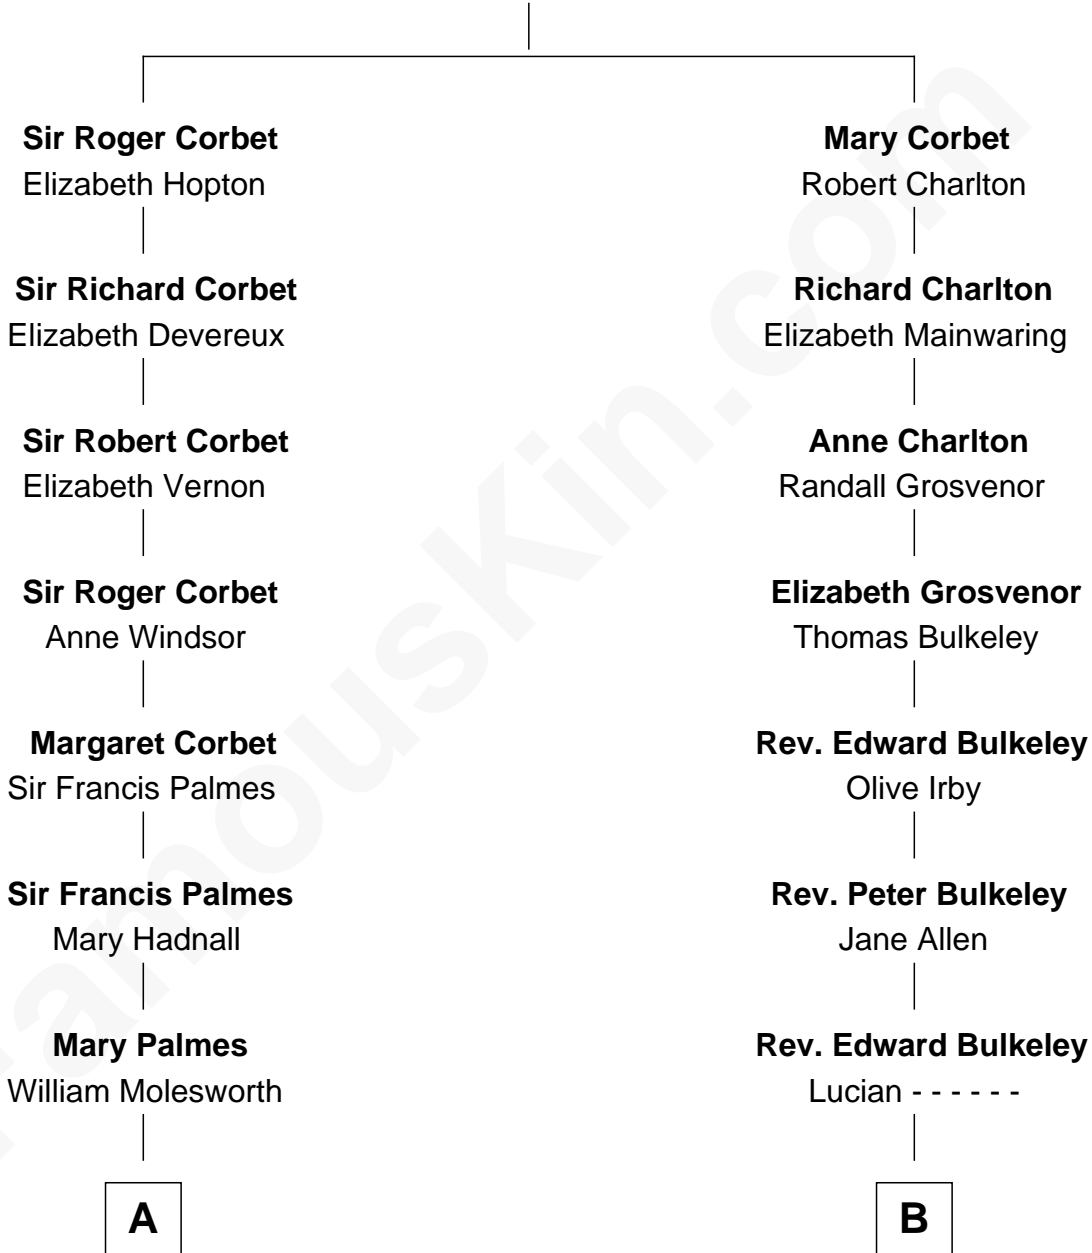 Sir Roger Corbet
Elizabeth Hopton
Sir Richard Corbet
Elizabeth Devereux
Sir Robert Corbet
Elizabeth Vernon
Sir Roger Corbet
Anne Windsor
Margaret Corbet
Sir Francis Palmes
Sir Francis Palmes
Mary Hadnall
Mary Palmes
William Molesworth
A
Mary Corbet
Robert Charlton
Richard Charlton
Elizabeth Mainwaring
Anne Charlton
Randall Grosvenor
Elizabeth Grosvenor
Thomas Bulkeley
Rev. Edward Bulkeley
Olive Irby
Rev. Peter Bulkeley
Jane Allen
Rev. Edward Bulkeley
Lucian - - - - - -
B
FamousKin.com